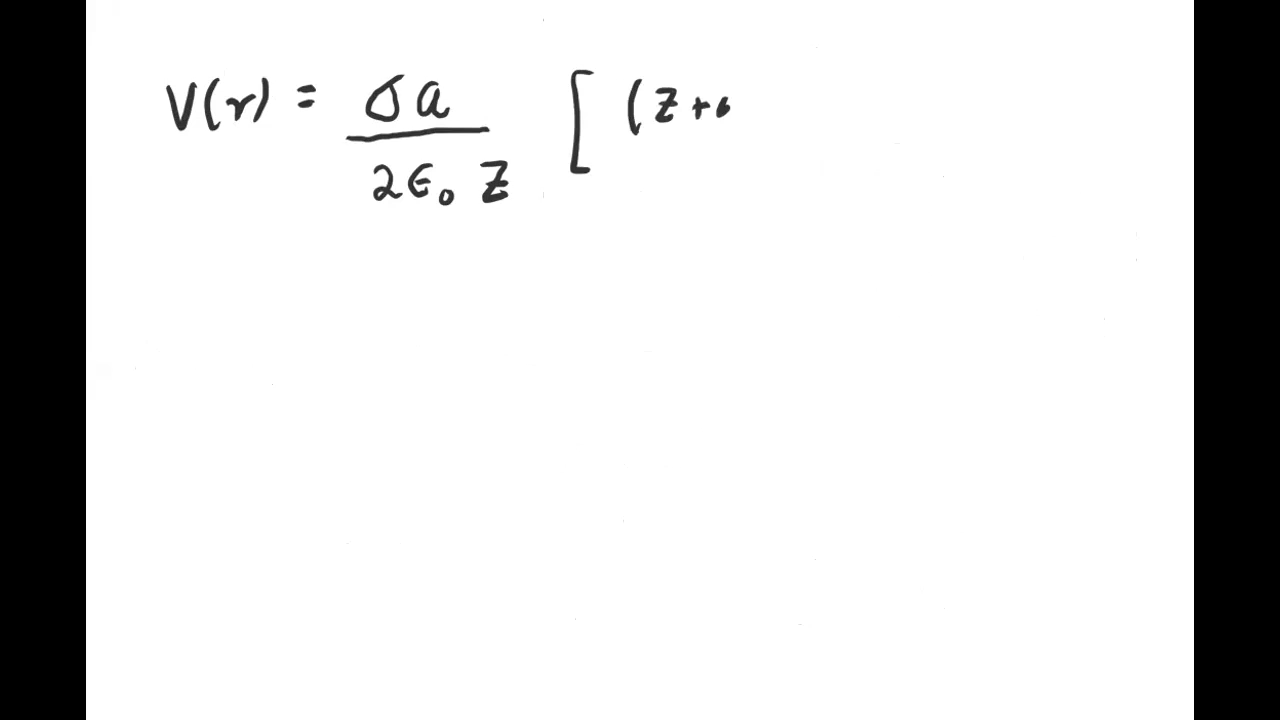 V(r) = σa / 2ε₀ z [ (z +